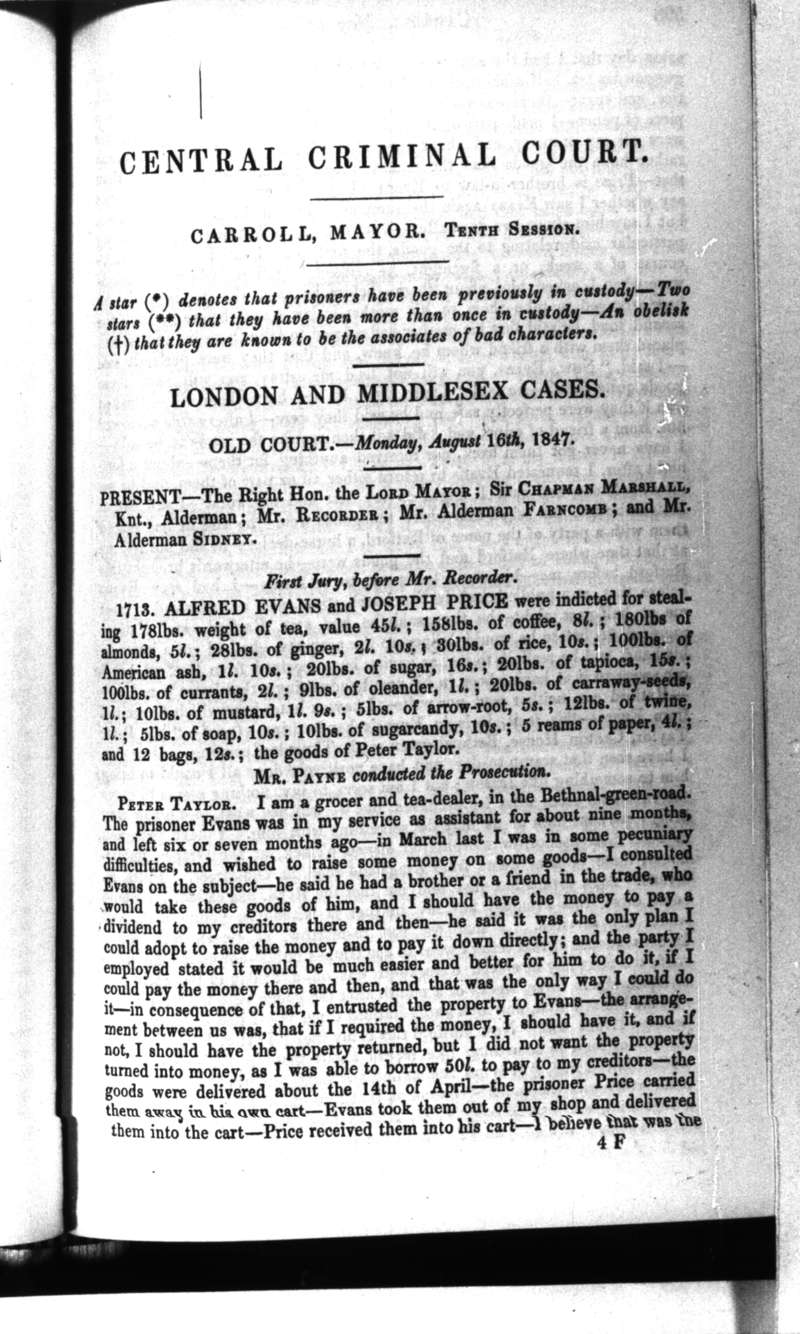 CENTRAL CRIMINAL COURT.
CARROLL, MAYOR. TENTH SESSION.
A star (*) denotes that prisoners have been previously in custody—Two
stars (**) that they have been more than once in custody—An obelisk
(†) that they are known to be the associates of bad characters.
LONDON AND MIDDLESEX CASES.
OLD COURT.—Monday, August 16th, 1847.
PRESENT—The Right Hon. the LORD MAYOR; Sir CHAPMAN MARSHALL,
Knt., Alderman; Mr. RECORDER; Mr. Alderman FARNCOMB; and Mr.
Alderman SIDNEY.
First Jury, before Mr. Recorder.
1713. ALFRED EVANS and JOSEPH PRICE were indicted for steal-
ing 178lbs. weight of tea, value 45l.; 158lbs. of coffee, 8l.; 180lbs of
almonds, 5l.; 28lbs. of ginger, 2l. 10s.; 30lbs. of rice, 10s.; 100lbs. of
American ash, 1l. 10s.; 20lbs. of sugar, 16s.; 20lbs. of tapioca, 15s.;
100lbs. of currants, 2l.; 9lbs. of oleander, 1l.; 20lbs. of carraway-seeds,
1l.; 10lbs. of mustard, 1l. 9s.; 5lbs. of arrow-root, 5s.; 12lbs. of twine,
1l.; 5lbs. of soap, 10s.; 10lbs. of sugarcandy, 10s.; 5 reams of paper, 4l.;
and 12 bags, 12s.; the goods of Peter Taylor.
MR. PAYNE conducted the Prosecution.
PETER TAYLOR. I am a grocer and tea-dealer, in the Bethnal-green-road.
The prisoner Evans was in my service as assistant for about nine months,
and left six or seven months ago—in March last I was in some pecuniary
difficulties, and wished to raise some money on some goods—I consulted
Evans on the subject—he said he had a brother or a friend in the trade, who
would take these goods of him, and I should have the money to pay a
dividend to my creditors there and then—he said it was the only plan I
could adopt to raise the money and to pay it down directly; and the party I
employed stated it would be much easier and better for him to do it, if I
could pay the money there and then, and that was the only way I could do
it—in consequence of that, I entrusted the property to Evans—the arrange-
ment between us was, that if I required the money, I should have it, and if
not, I should have the property returned, but I did not want the property
turned into money, as I was able to borrow 50l. to pay to my creditors—the
goods were delivered about the 14th of April—the prisoner Price carried
them away in his own cart—Evans took them out of my shop and delivered
them into the cart—Price received them into his cart—I believe that was the
4 F